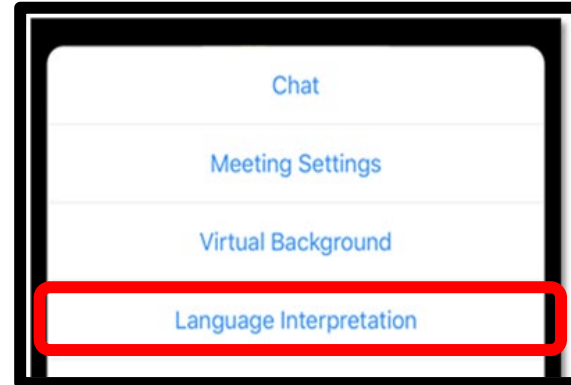 Chat
Meeting Settings
Virtual Background
Language Interpretation